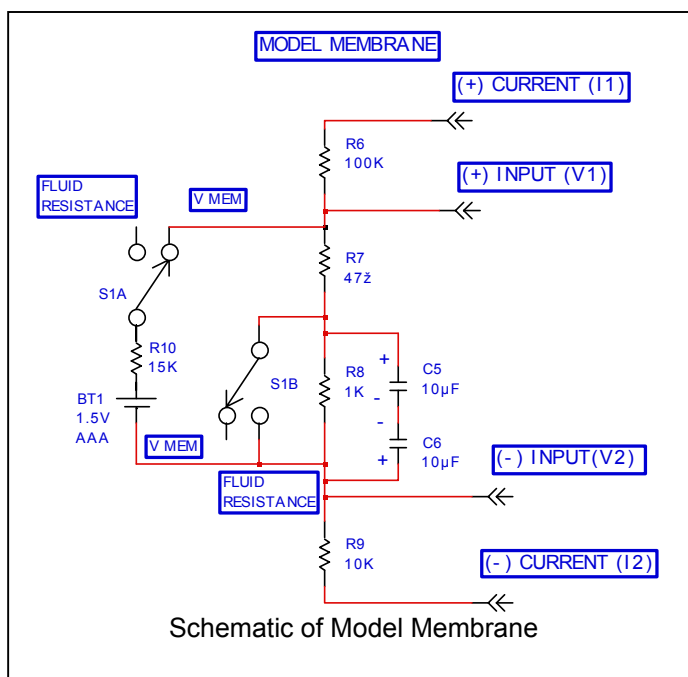 MODEL MEMBRANE
(+) CURRENT (I1)
R6
100K
(+) INPUT (V1)
FLUID
RESISTANCE
V MEM
R7
47ž
S1A
R10
15K
S1B
R8
1K
+
C5
10µF
-
BT1
1.5V
AAA
-
C6
10µF
+
V MEM
(-) INPUT(V2)
FLUID
RESISTANCE
R9
10K
(-) CURRENT (I2)
Schematic of Model Membrane